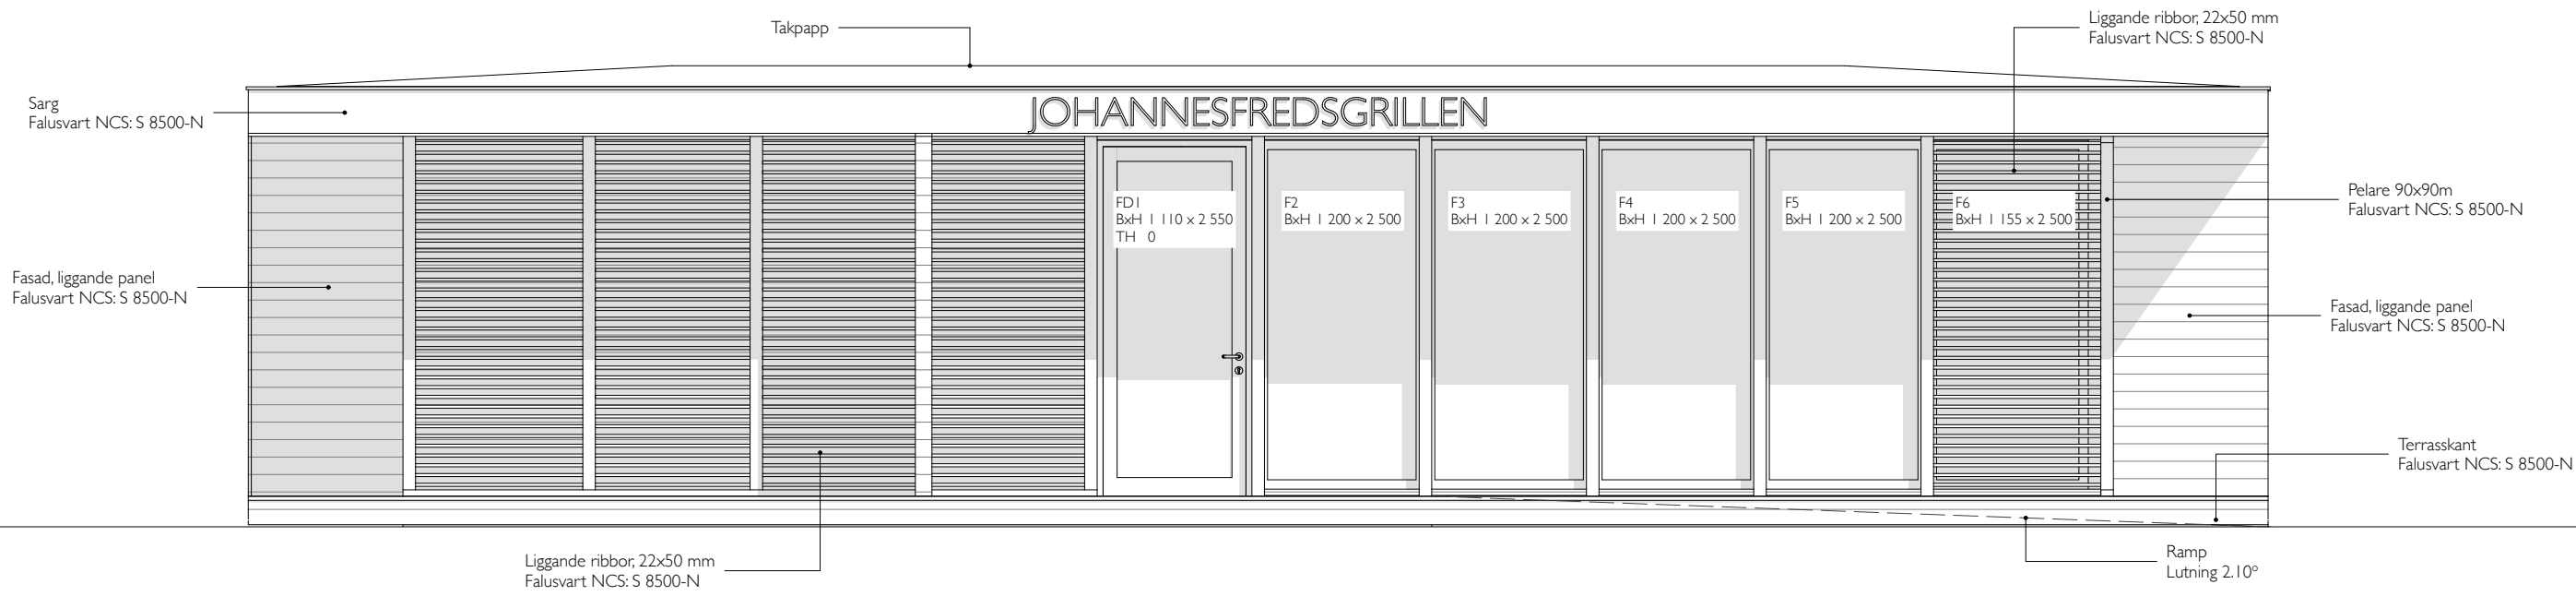 Takpapp
Liggande ribbor, 22x50 mm
Falusvart NCS: S 8500-N
Sarg
Falusvart NCS: S 8500-N
JOHANNESFREDSGRILLEN
FD1
BxH 1 110 x 2 550
TH 0
F2
BxH 1 200 x 2 500
F3
BxH 1 200 x 2 500
F4
BxH 1 200 x 2 500
F5
BxH 1 200 x 2 500
F6
BxH 1 155 x 2 500
Pelare 90x90m
Falusvart NCS: S 8500-N
Fasad, liggande panel
Falusvart NCS: S 8500-N
Fasad, liggande panel
Falusvart NCS: S 8500-N
Terrasskant
Falusvart NCS: S 8500-N
Liggande ribbor, 22x50 mm
Falusvart NCS: S 8500-N
Ramp
Lutning 2.10°